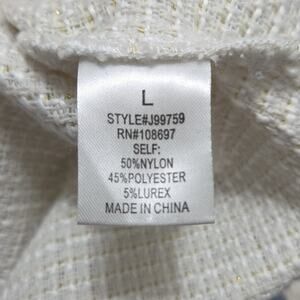 L
STYLE#J99759
RN#108697
SELF:
50%NYLON
45%POLYESTER
5%LUREX
MADE IN CHINA